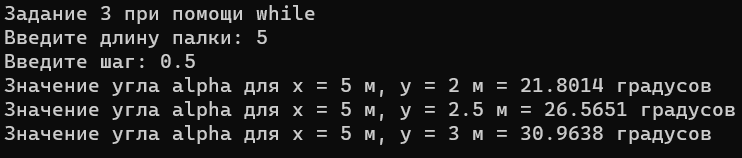 Задание 3 при помощи while
Введите длину палки: 5
Введите шаг: 0.5
Значение угла alpha для x = 5 м, y = 2 м = 21.8014 градусов
Значение угла alpha для x = 5 м, y = 2.5 м = 26.5651 градусов
Значение угла alpha для x = 5 м, y = 3 м = 30.9638 градусов